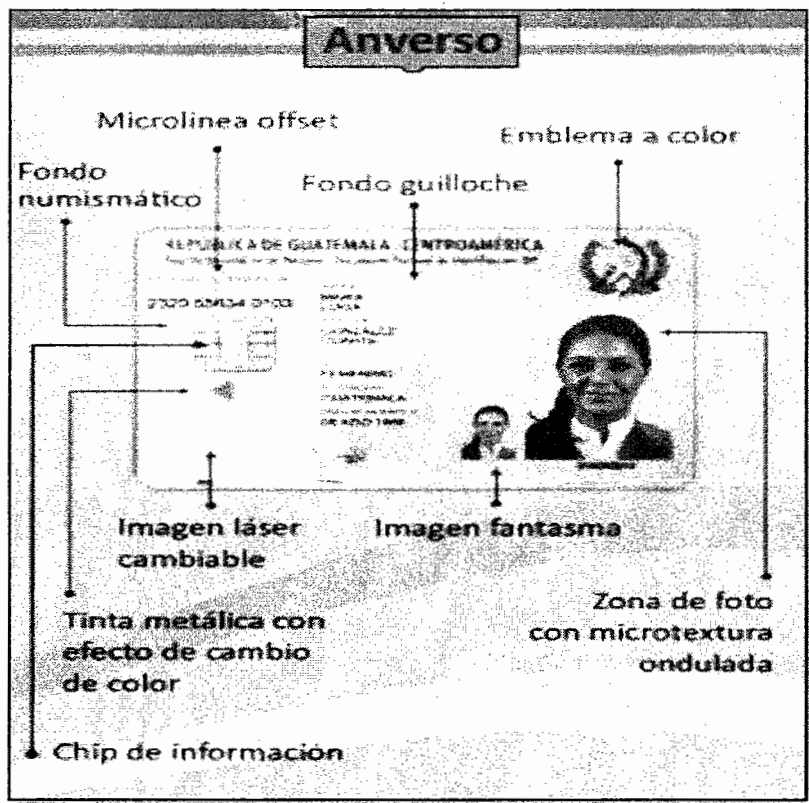 Anverso
Microlinea offset
Emblema a color
Fondo
numismático
Fondo guilloche
REPÚBLICA DE GUATEMALA CENTROAMÉRICA
Imagen láser
cambiable
Imagen fantasma
Tinta metálica con
efecto de cambio
de color
Zona de foto
con microtextura
ondulada
Chip de información